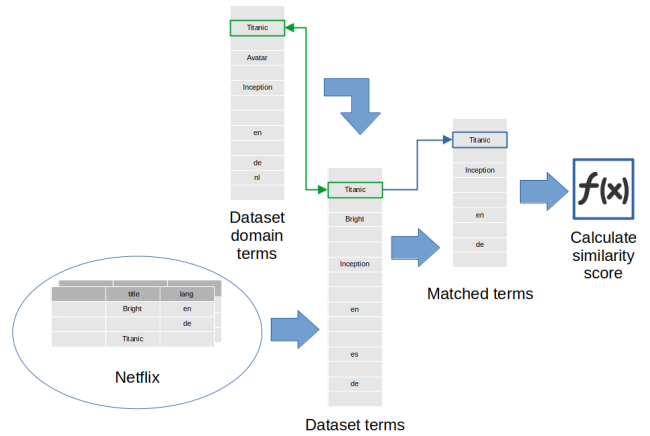 Titanic
Avatar
Inception
en
de
nl
Dataset
domain
terms
title lang
Bright en
de
Titanic
Netflix
Titanic
Bright
Inception
en
es
de
Dataset terms
Titanic
Inception
en
de
Matched terms
f(x)
Calculate
similarity
score